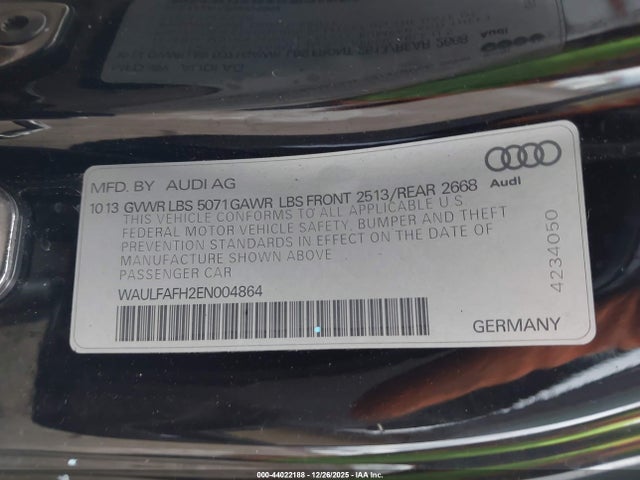 MFD. BY AUDI AG
Audi
10 13 GVWR LBS 5071 GAWR LBS FRONT 2513/REAR 2668
THIS VEHICLE CONFORMS TO ALL APPLICABLE U.S.
FEDERAL MOTOR VEHICLE SAFETY, BUMPER AND THEFT
PREVENTION STANDARDS IN EFFECT ON THE DATE OF
MANUFACTURE SHOWN ABOVE.
PASSENGER CAR
WAULFAFH2EN004864
GERMANY
4234050
000-44022188 - 12/26/2025 - IAA Inc.